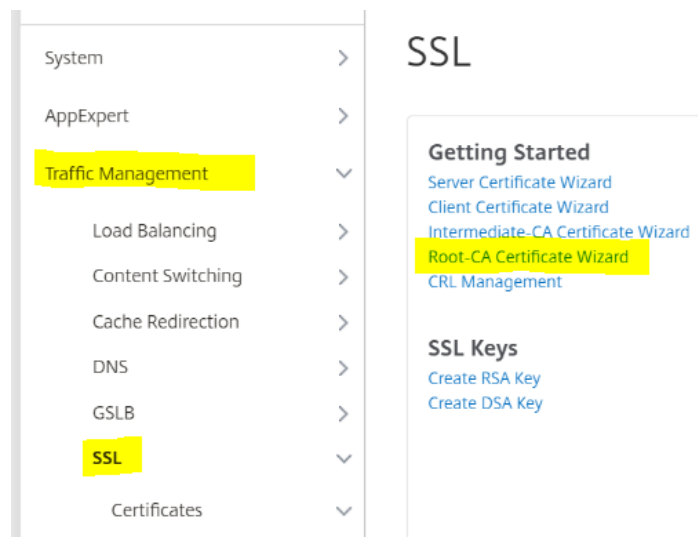 System
AppExpert
Traffic Management
Load Balancing
Content Switching
Cache Redirection
DNS
GSLB
SSL
Certificates
SSL
Getting Started
Server Certificate Wizard
Client Certificate Wizard
Intermediate-CA Certificate Wizard
Root-CA Certificate Wizard
CRL Management
SSL Keys
Create RSA Key
Create DSA Key